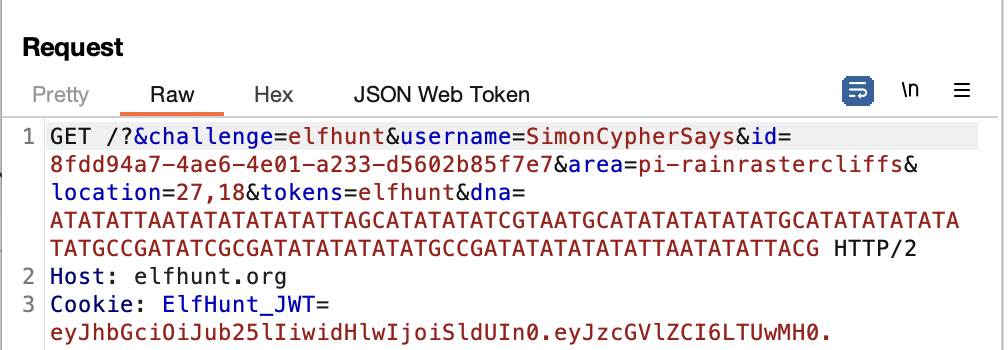 Request
Pretty Raw Hex JSON Web Token \n
1 GET /?&challenge=elfhunt&username=SimonCypherSays&id=
8fdd94a7-4ae6-4e01-a233-d5602b85f7e7&area=pi-rainrastercliffs&
location=27,18&tokens=elfhunt&dna=
ATATATTAATATATATATATATTAGCATATATATCGTAATGCATATATATATATGCATATATATATA
TATGCCGATATCGCGATATATATATATGCCGATATATATATATTAATATATTACG HTTP/2
2 Host: elfhunt.org
3 Cookie: ElfHunt_JWT=
eyJhbGciOiJub25lIiwidHlwIjoiSldUIn0.eyJzcGVlZCI6LTUwMH0.